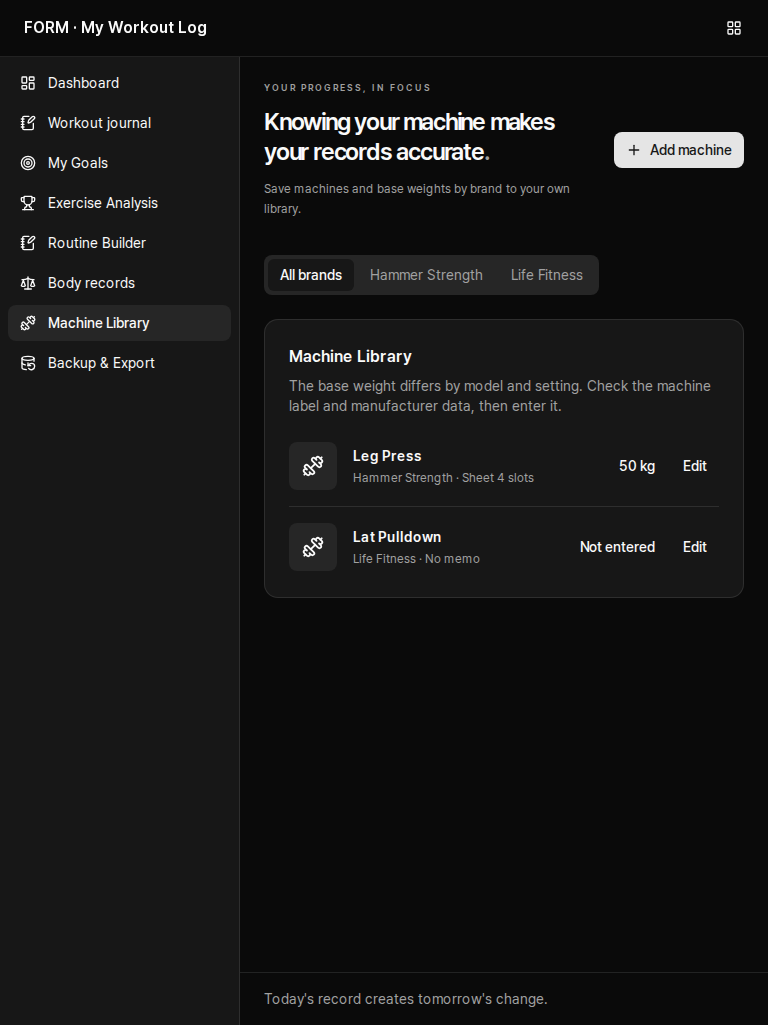 FORM · My Workout Log
Dashboard
Workout journal
My Goals
Exercise Analysis
Routine Builder
Body records
Machine Library
Backup & Export
YOUR PROGRESS, IN FOCUS
Knowing your machine makes
your records accurate.
Save machines and base weights by brand to your own
library.
Add machine
All brands
Hammer Strength
Life Fitness
Machine Library
The base weight differs by model and setting. Check the machine
label and manufacturer data, then enter it.
Leg Press
Hammer Strength · Sheet 4 slots
50 kg
Edit
Lat Pulldown
Life Fitness · No memo
Not entered
Edit
Today's record creates tomorrow's change.